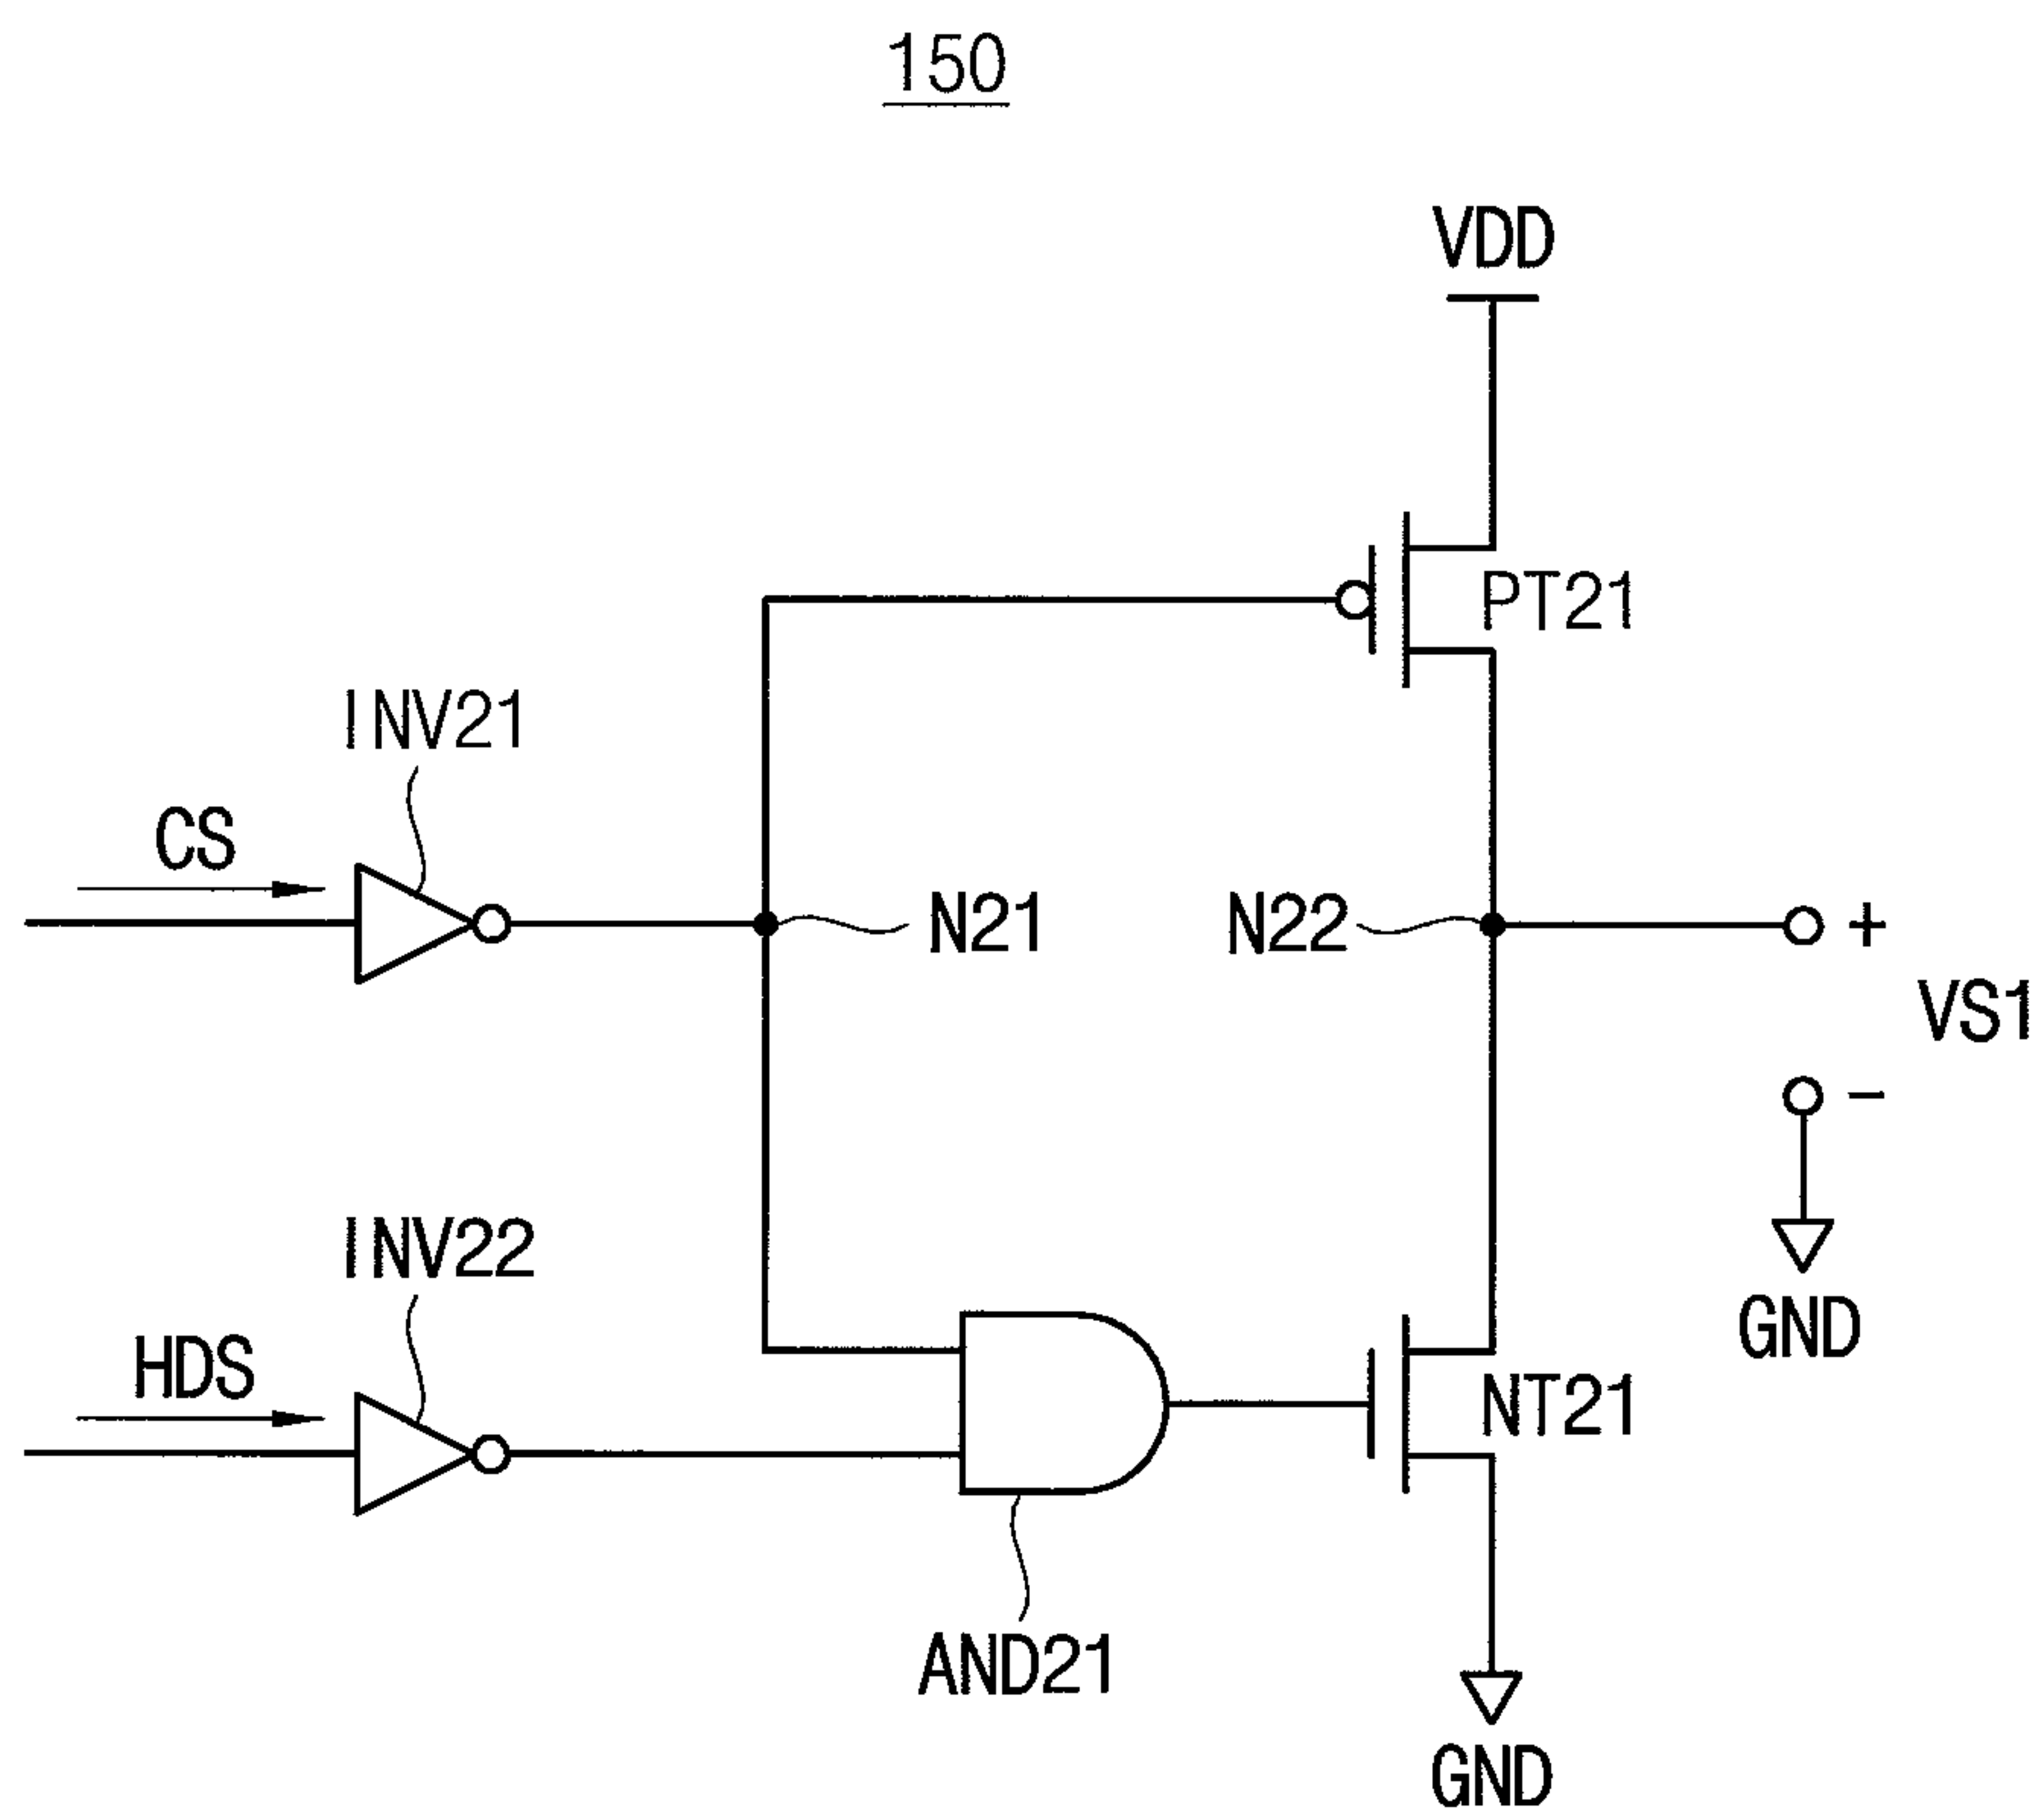 150
VDD
PT21
INV21
CS
N21
N22
+
VS1
-
INV22
GND
HDS
NT21
AND21
GND